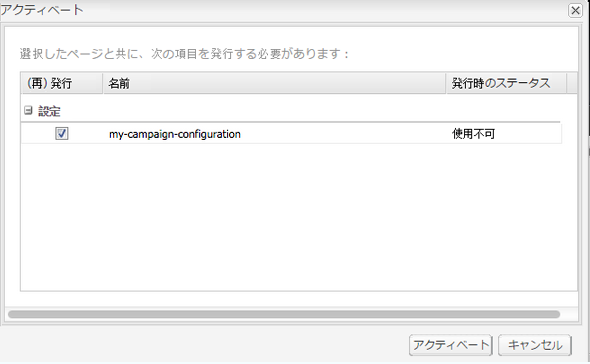 アクティベート
選択したページと共に、次の項目を発行する必要があります：
(再) 発行 名前 発行時のステータス
設定
my-campaign-configuration 使用不可
アクティベート キャンセル